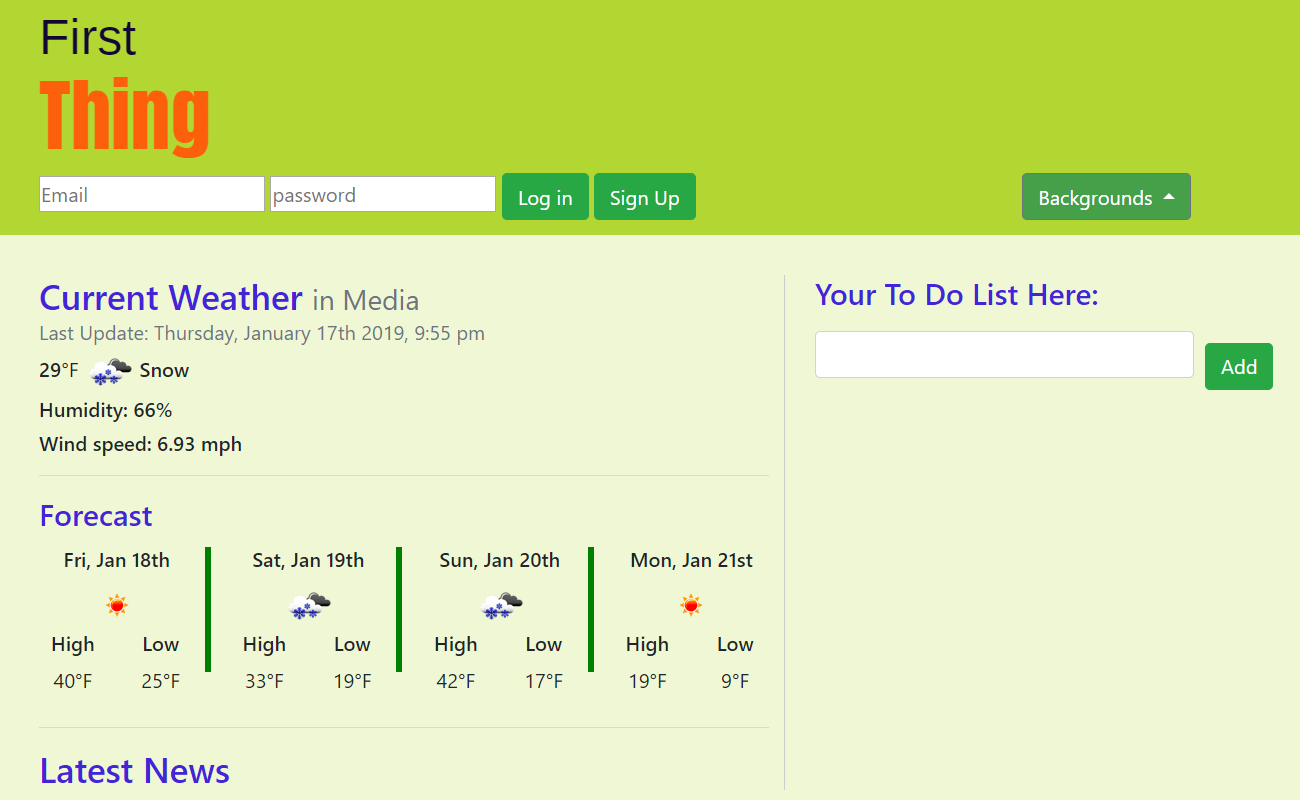 First
Thing
Email password Log in Sign Up Backgrounds
Current Weather in Media
Last Update: Thursday, January 17th 2019, 9:55 pm
29°F Snow
Humidity: 66%
Wind speed: 6.93 mph
Forecast
Fri, Jan 18th Sat, Jan 19th Sun, Jan 20th Mon, Jan 21st
High Low High Low High Low High Low
40°F 25°F 33°F 19°F 42°F 17°F 19°F 9°F
Latest News
Your To Do List Here:
Add